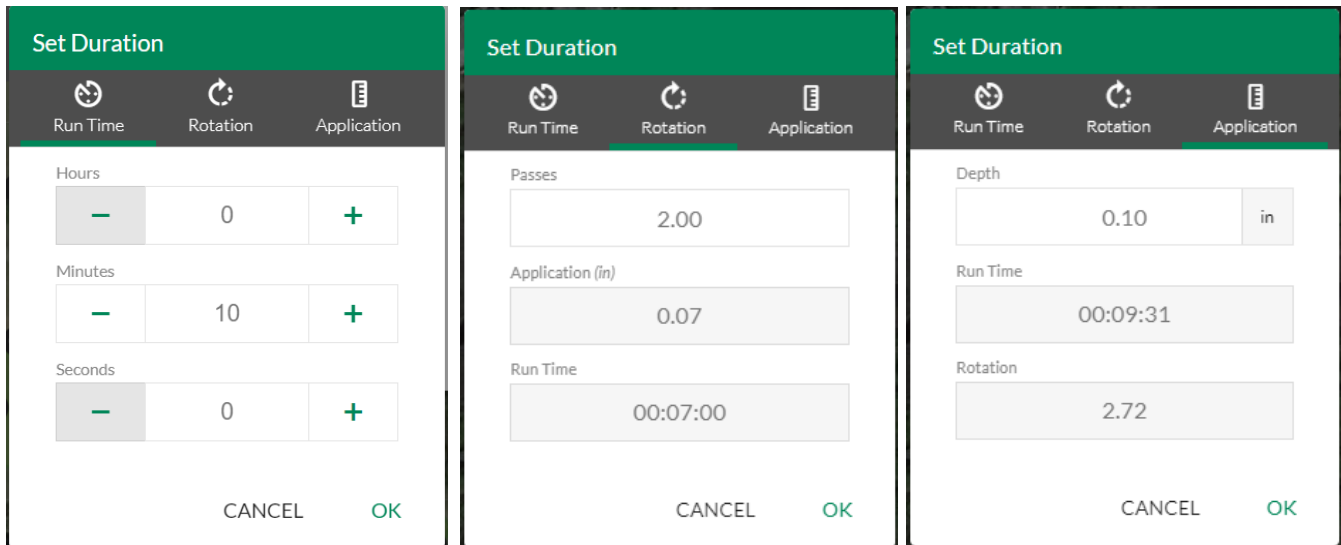 Set Duration
Run Time Rotation Application
Hours
− 0 +
Minutes
− 10 +
Seconds
− 0 +
CANCEL OK
Set Duration
Run Time Rotation Application
Passes
2.00
Application (in)
0.07
Run Time
00:07:00
CANCEL OK
Set Duration
Run Time Rotation Application
Depth
0.10 in
Run Time
00:09:31
Rotation
2.72
CANCEL OK